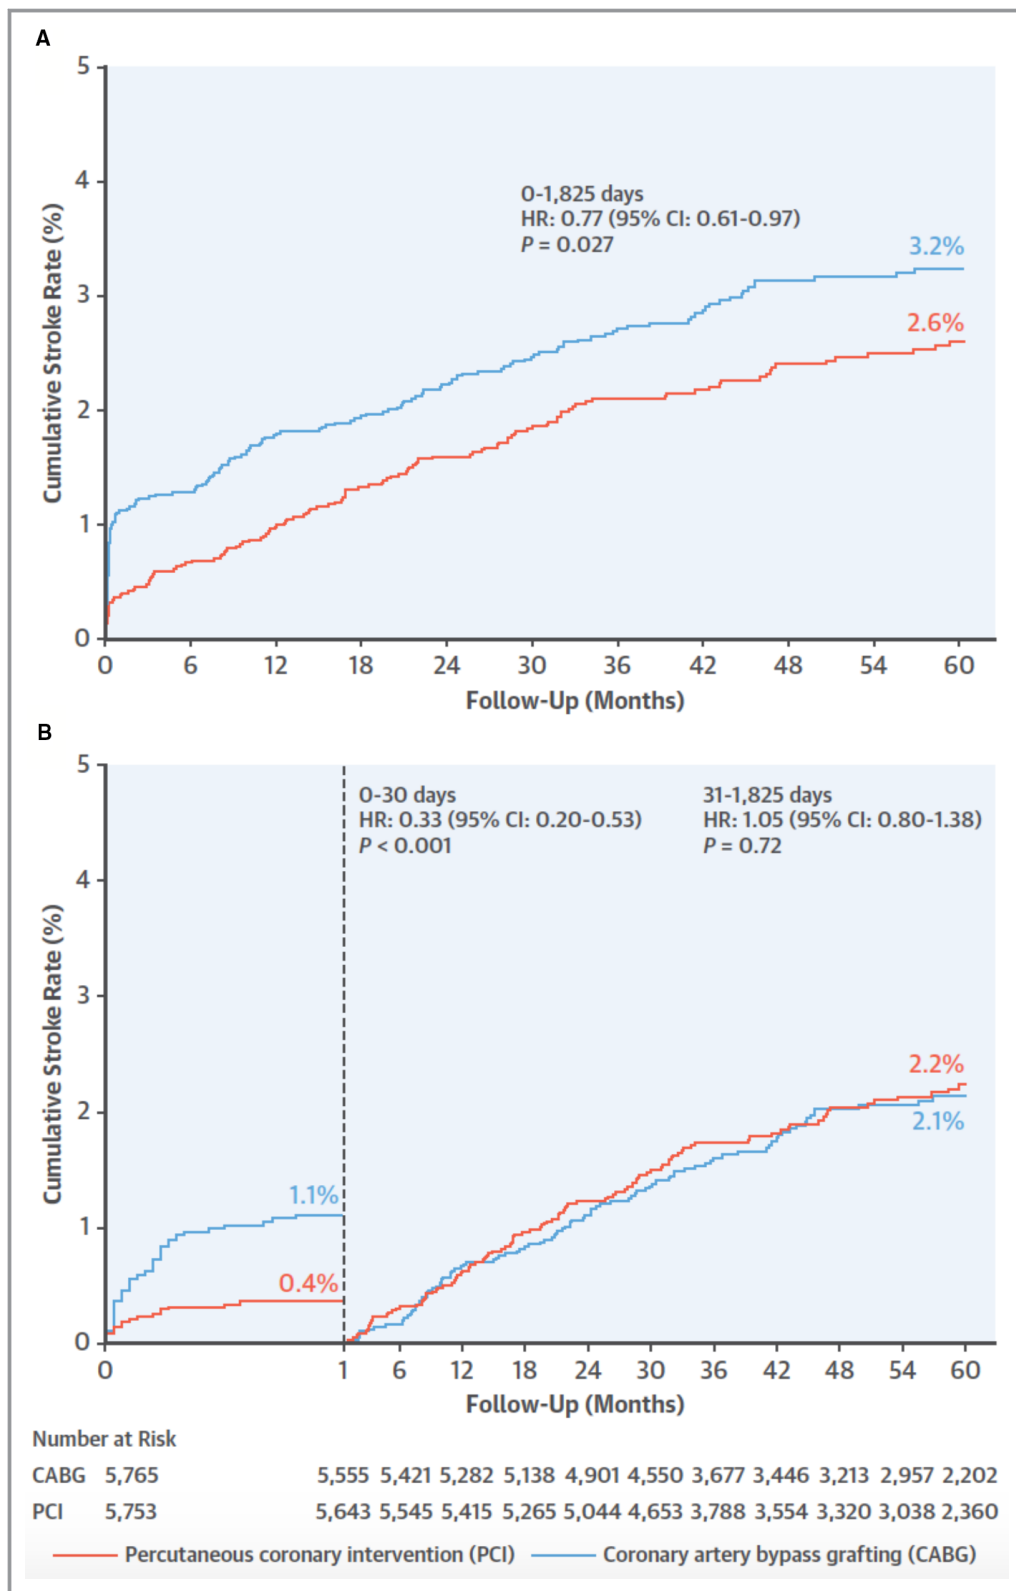 A
5
4
3
2
1
0
Cumulative Stroke Rate (%)
0-1,825 days
HR: 0.77 (95% CI: 0.61-0.97)
P = 0.027
3.2%
2.6%
0 6 12 18 24 30 36 42 48 54 60
Follow-Up (Months)
B
5
4
3
2
1
0
Cumulative Stroke Rate (%)
0-30 days
HR: 0.33 (95% CI: 0.20-0.53)
P < 0.001
31-1,825 days
HR: 1.05 (95% CI: 0.80-1.38)
P = 0.72
1.1%
0.4%
2.2%
2.1%
0 1 6 12 18 24 30 36 42 48 54 60
Follow-Up (Months)
Number at Risk
CABG 5,765 5,555 5,421 5,282 5,138 4,901 4,550 3,677 3,446 3,213 2,957 2,202
PCI 5,753 5,643 5,545 5,415 5,265 5,044 4,653 3,788 3,554 3,320 3,038 2,360
Percutaneous coronary intervention (PCI) Coronary artery bypass grafting (CABG)